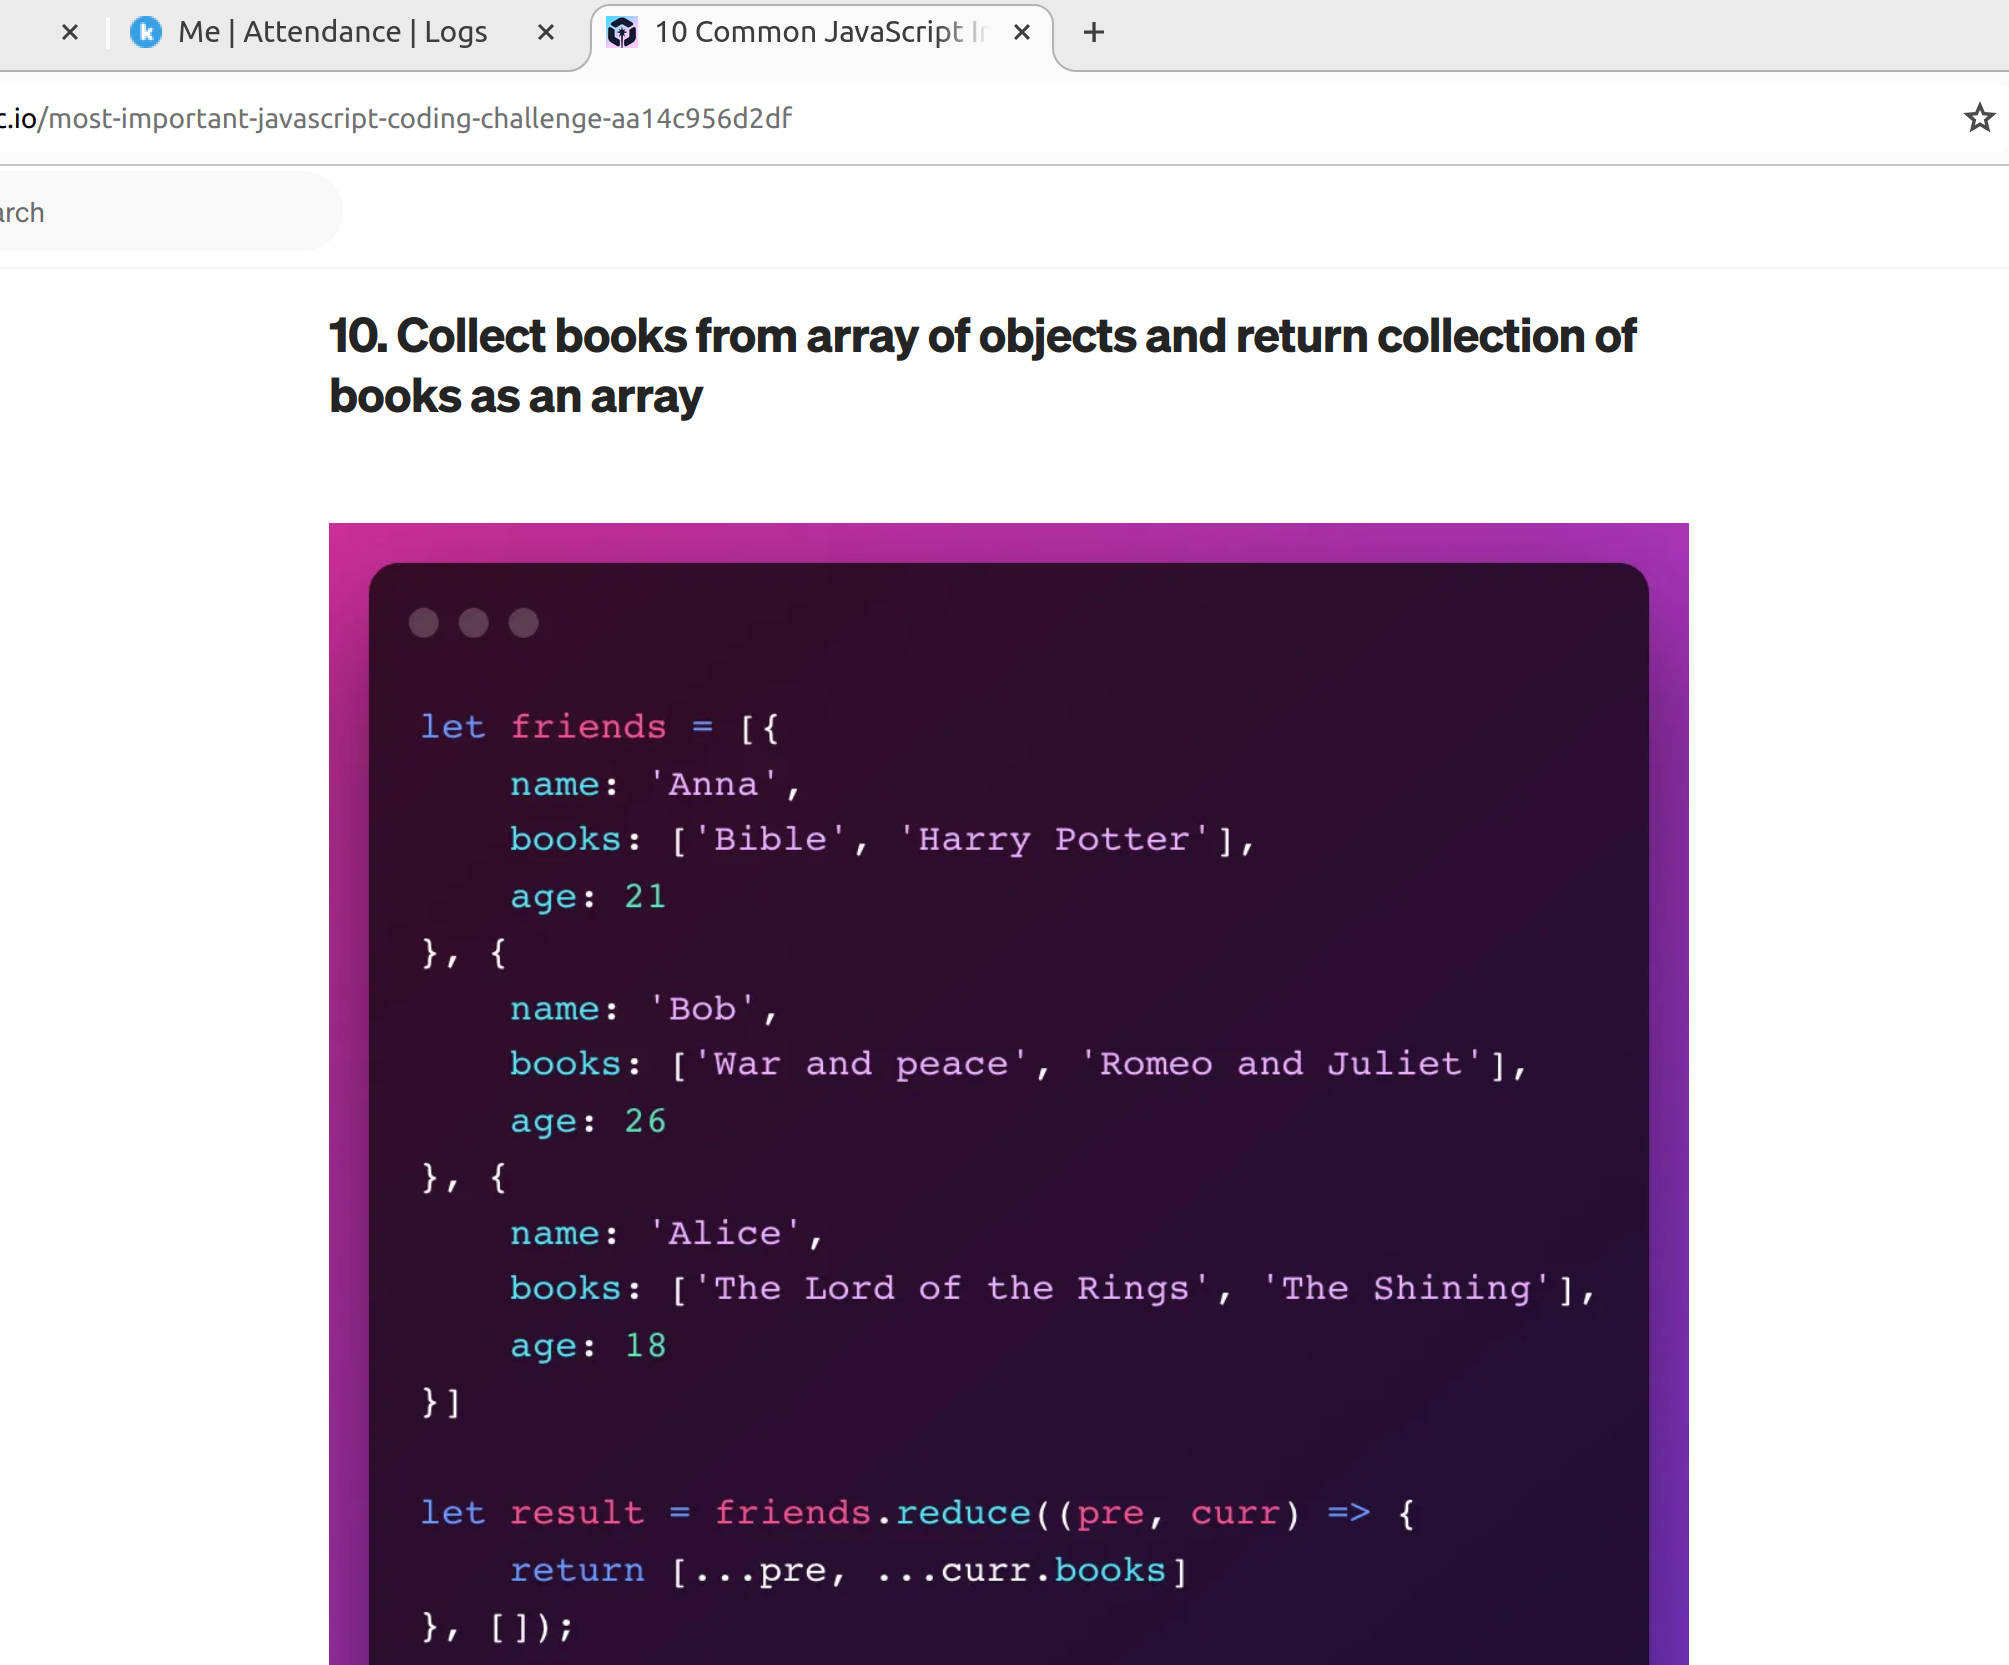 Me | Attendance | Logs
10 Common JavaScript
.io/most-important-javascript-coding-challenge-aa14c956d2df
arch
10. Collect books from array of objects and return collection of
books as an array
let friends = [{
name: 'Anna',
books: ['Bible', 'Harry Potter'],
age: 21
}, {
name: 'Bob',
books: ['War and peace', 'Romeo and Juliet'],
age: 26
}, {
name: 'Alice',
books: ['The Lord of the Rings', 'The Shining'],
age: 18
}]
let result = friends.reduce((pre, curr) => {
return [...pre, ...curr.books]
}, []);